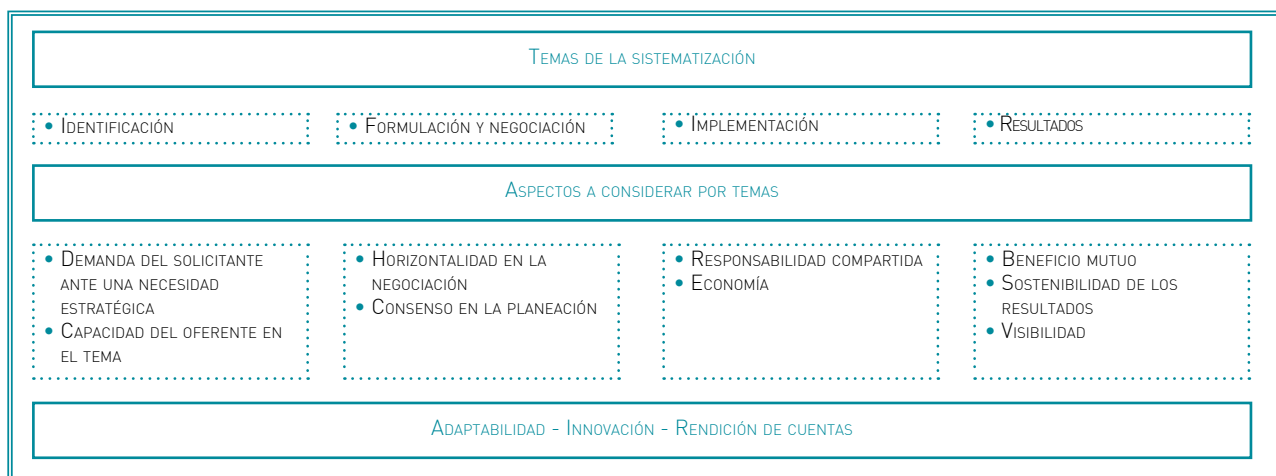 Temas de la sistematización
• Identificación
• Formulación y negociación
• Implementación
• Resultados
Aspectos a considerar por temas
• Demanda del solicitante
ante una necesidad
estratégica
• Capacidad del oferente en
el tema
• Horizontalidad en la
negociación
• Consenso en la planeación
• Responsabilidad compartida
• Economía
• Beneficio mutuo
• Sostenibilidad de los
resultados
• Visibilidad
Adaptabilidad - Innovación - Rendición de cuentas